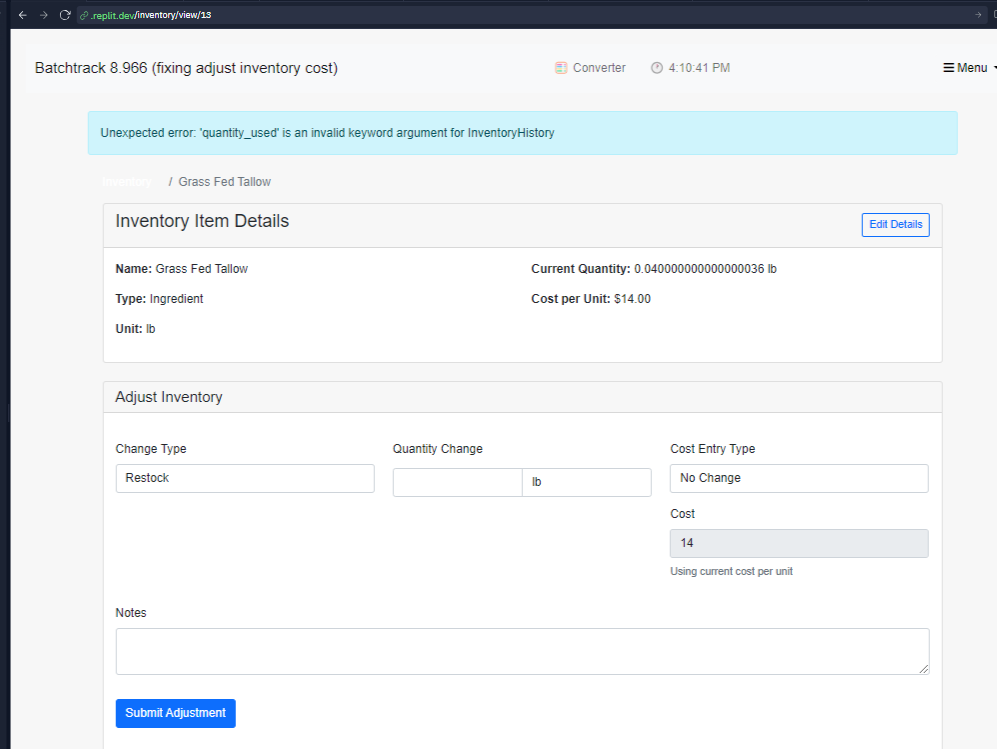 .replit.dev/inventory/view/13
Batchtrack 8.966 (fixing adjust inventory cost)
Converter
4:10:41 PM
Menu
Unexpected error: 'quantity_used' is an invalid keyword argument for InventoryHistory
Inventory / Grass Fed Tallow
Inventory Item Details
Edit Details
Name: Grass Fed Tallow
Current Quantity: 0.040000000000000036 lb
Type: Ingredient
Cost per Unit: $14.00
Unit: lb
Adjust Inventory
Change Type
Quantity Change
Cost Entry Type
Restock
lb
No Change
Cost
14
Using current cost per unit
Notes
Submit Adjustment